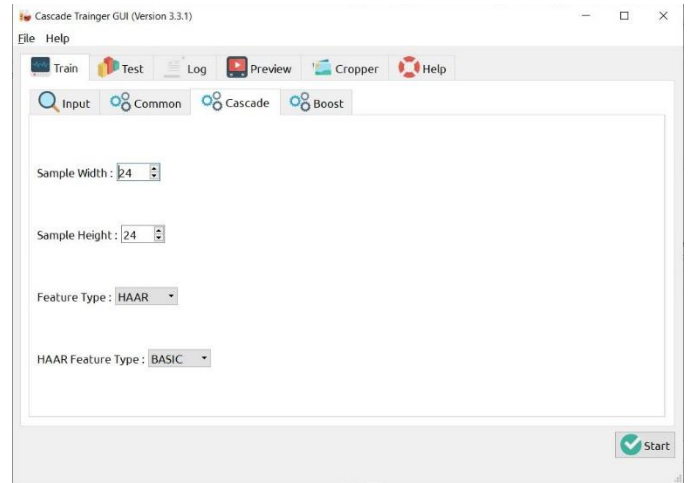 Cascade Trainger GUI (Version 3.3.1)
File Help
Train Test Log Preview Cropper Help
Input Common Cascade Boost
Sample Width : 24
Sample Height : 24
Feature Type : HAAR
HAAR Feature Type : BASIC
Start